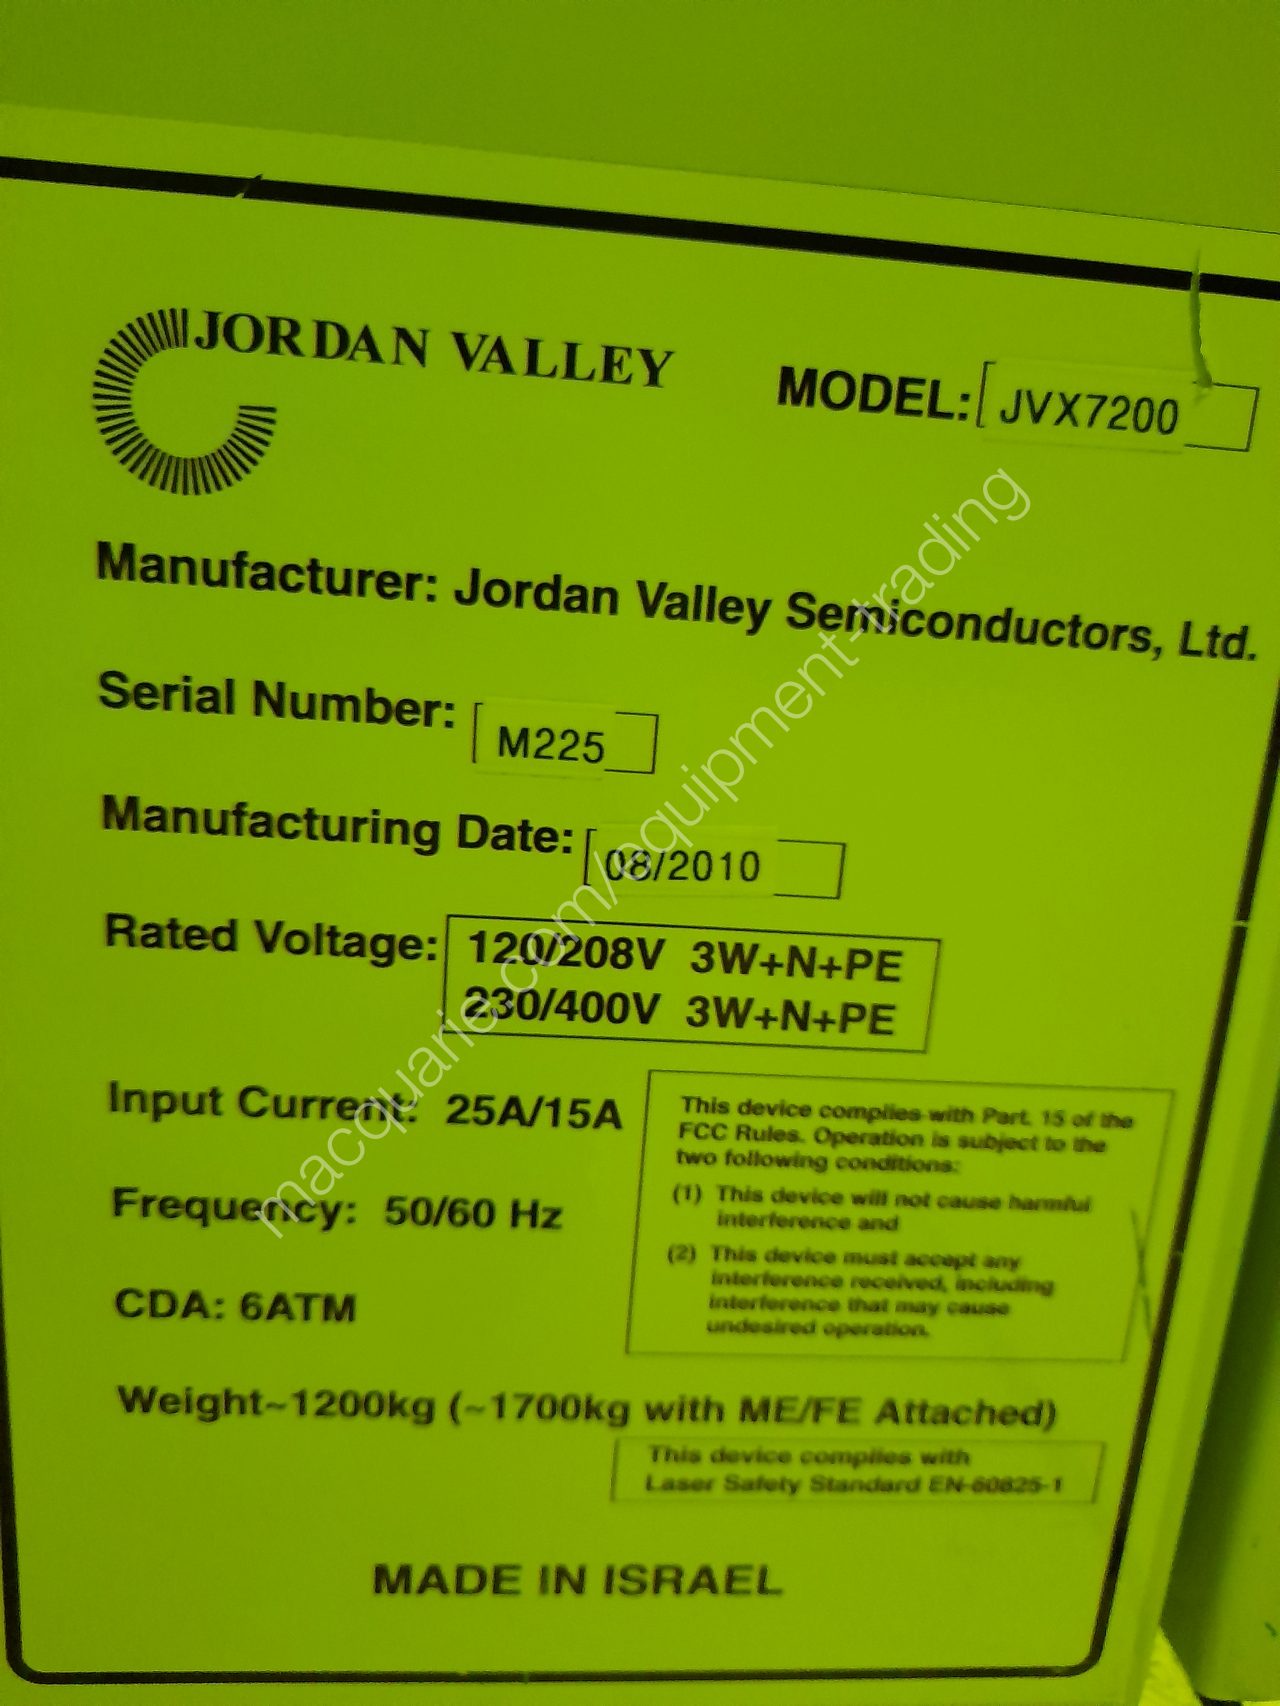 JORDAN VALLEY
MODEL: JVX7200
Manufacturer: Jordan Valley Semiconductors, Ltd.
Serial Number: M225
Manufacturing Date: 08/2010
Rated Voltage: 120/208V 3W+N+PE
230/400V 3W+N+PE
Input Current: 25A/15A
Frequency: 50/60 Hz
CDA: 6ATM
This device complies with Part. 15 of the
FCC Rules. Operation is subject to the
two following conditions:
(1) This device will not cause harmful
interference and
(2) This device must accept any
interference received, including
interference that may cause
undesired operation.
Weight~1200kg (~1700kg with ME/FE Attached)
This device complies with
Laser Safety Standard EN-60825-1
MADE IN ISRAEL
macquarie.com/equipment-trading